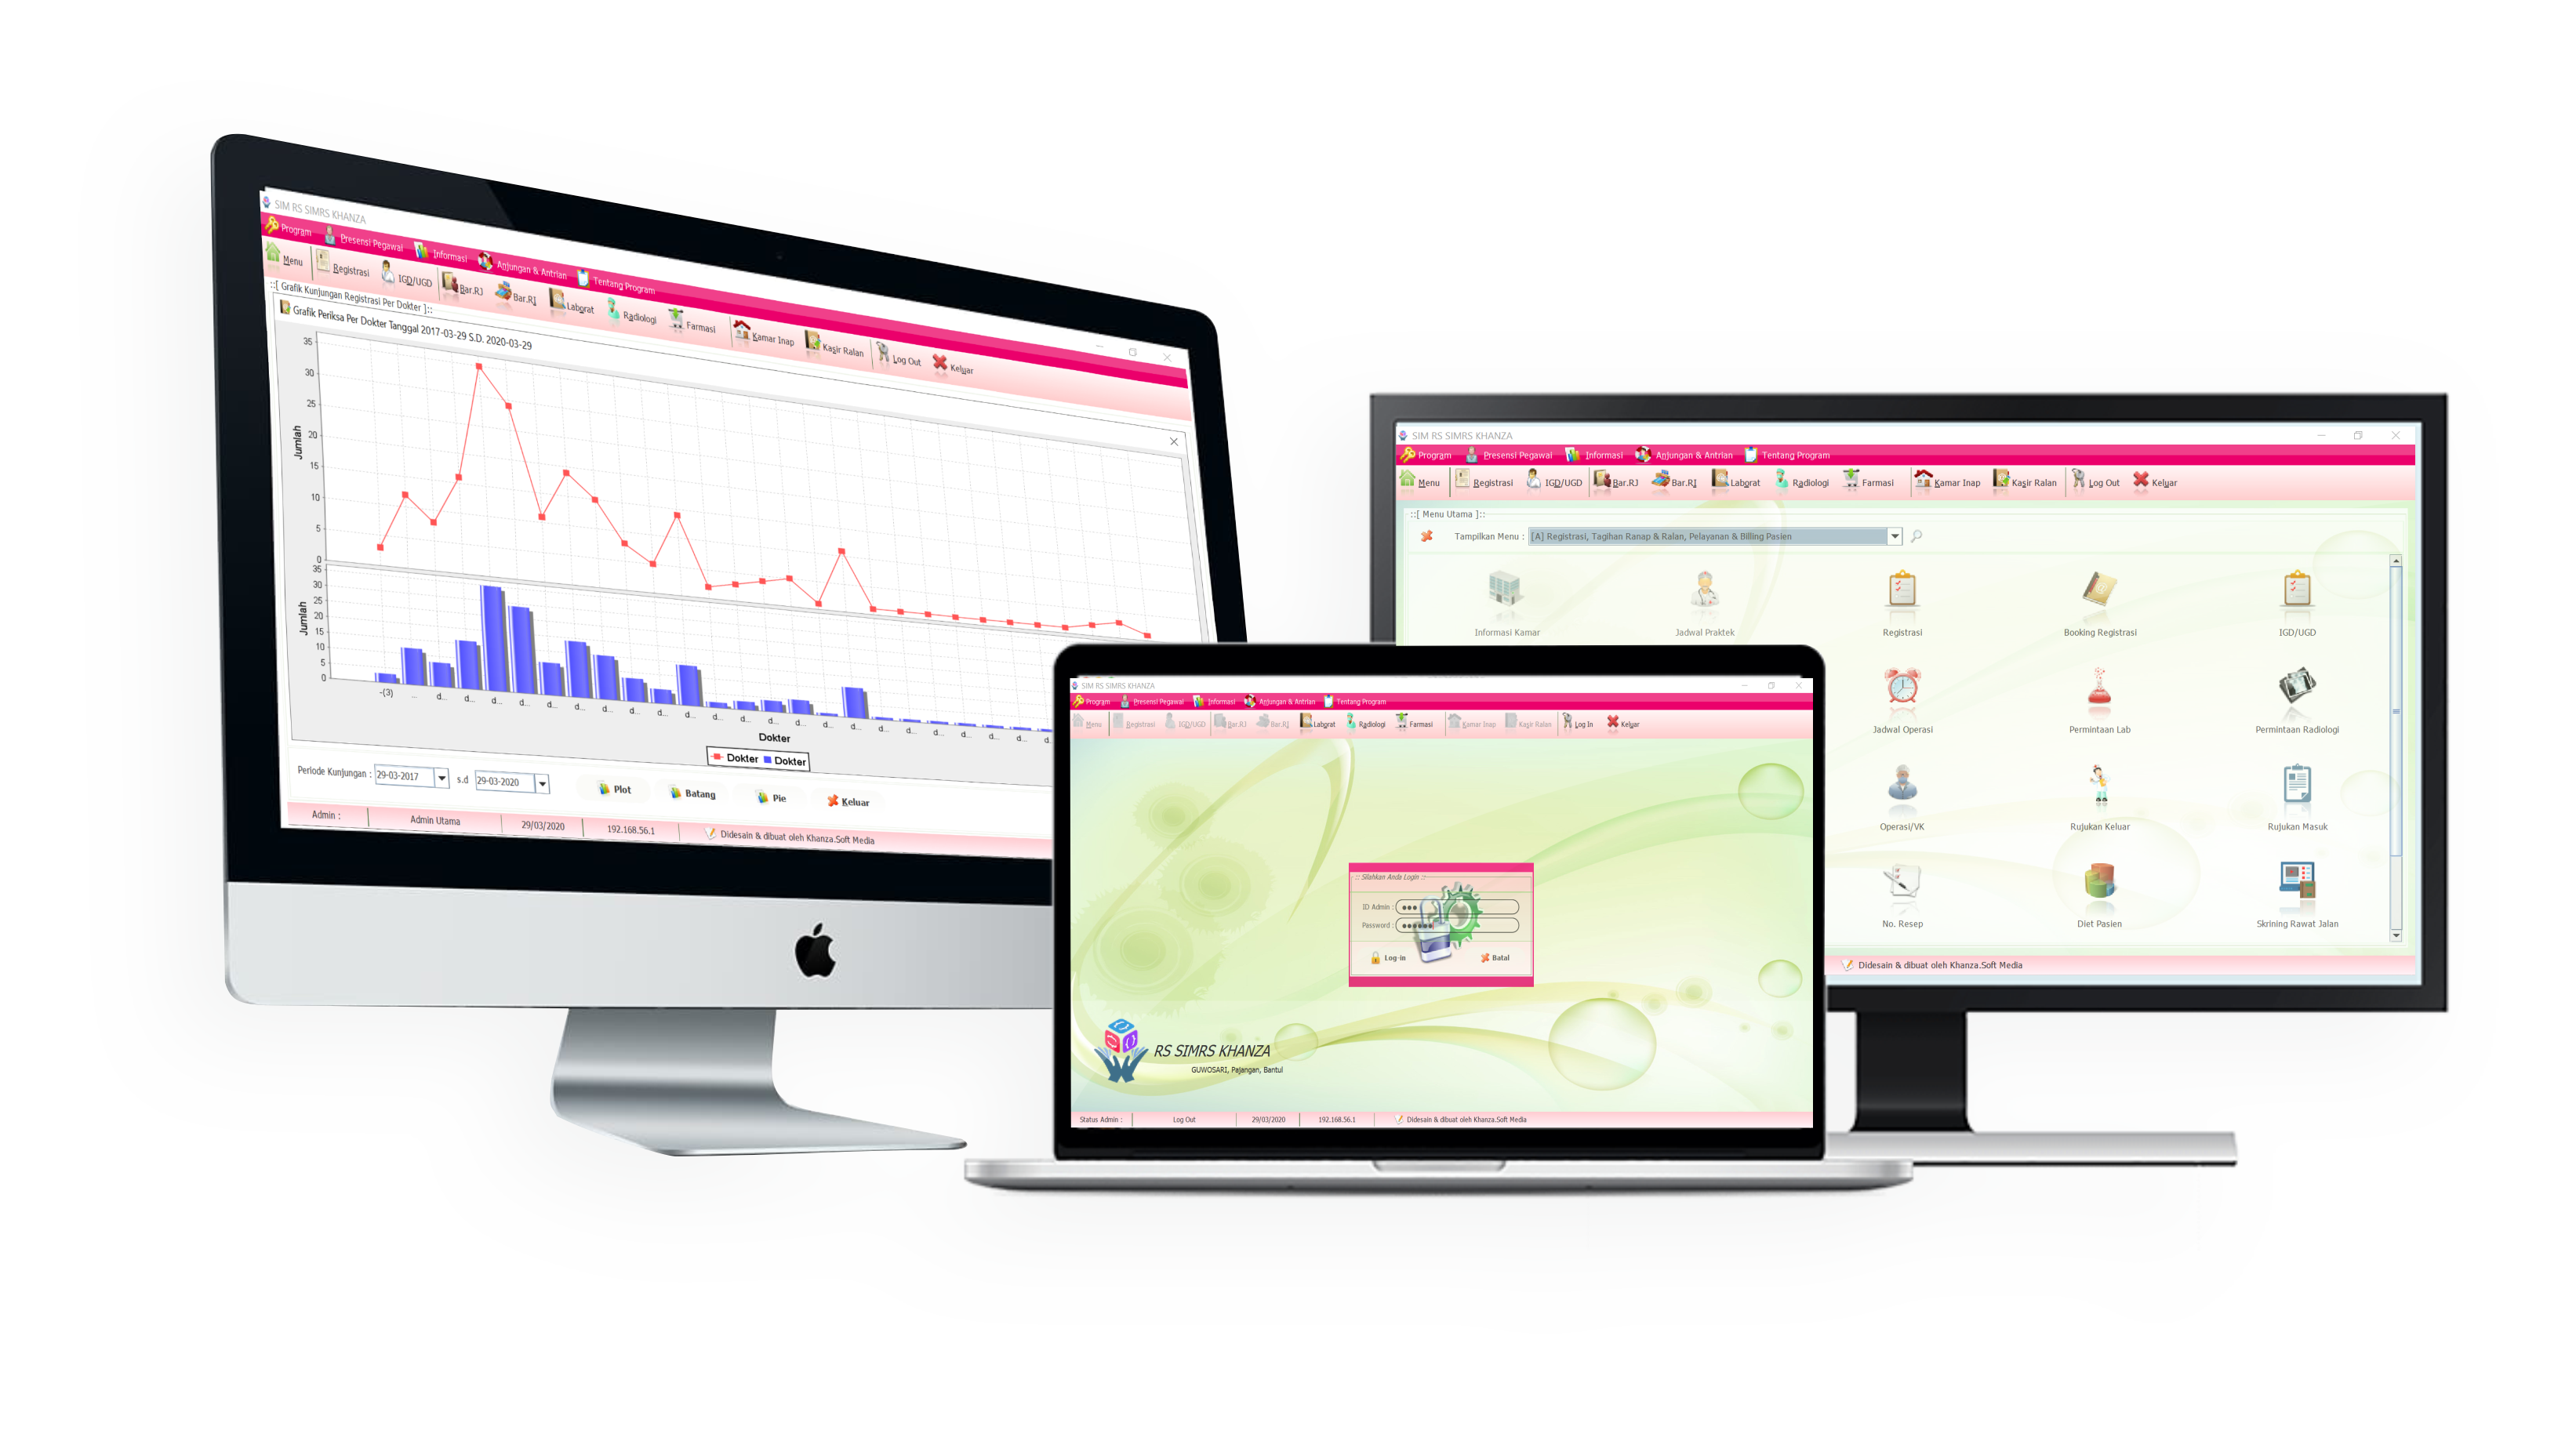 SIM RS SIMRS KHANZA
Program Presensi Pegawai Informasi Anjungan & Antrian Tentang Program
Menu Registrasi IGD/UGD Bar.RJ Bar.RI Laborat Radiologi Farmasi Kamar Inap Kasir Ralan Log Out Keluar
::[ Grafik Kunjungan Registrasi Per Dokter ]::
Grafik Periksa Per Dokter Tanggal 2017-03-29 S.D. 2020-03-29
Jumlah
35
30
25
20
15
10
5
0
Jumlah
35
30
25
20
15
10
5
0
-(3) ... d... d... d... d... d... d... d... d... d... d... d... d... d... d... d... d... d... d... d... d... d... d... d...
Dokter
Dokter Dokter
Periode Kunjungan : 29-03-2017 s.d 29-03-2020 Plot Batang Pie Keluar
Admin : Admin Utama 29/03/2020 192.168.56.1 Didesain & dibuat oleh Khanza.Soft Media
SIM RS SIMRS KHANZA
Program Presensi Pegawai Informasi Anjungan & Antrian Tentang Program
Menu Registrasi IGD/UGD Bar.RJ Bar.RI Laborat Radiologi Farmasi Kamar Inap Kasir Ralan Log In Keluar
:: Silahkan Anda Login ::
ID Admin :
Password :
Log-in Batal
RS SIMRS KHANZA
GUWOSARI, Pajangan, Bantul
Status Admin : Log Out 29/03/2020 192.168.56.1 Didesain & dibuat oleh Khanza.Soft Media
SIM RS SIMRS KHANZA
Program Presensi Pegawai Informasi Anjungan & Antrian Tentang Program
Menu Registrasi IGD/UGD Bar.RJ Bar.RI Laborat Radiologi Farmasi Kamar Inap Kasir Ralan Log Out Keluar
::[ Menu Utama ]::
Tampilkan Menu : [A] Registrasi, Tagihan Ranap & Ralan, Pelayanan & Billing Pasien
Informasi Kamar Jadwal Praktek Registrasi Booking Registrasi IGD/UGD
Jadwal Operasi Permintaan Lab Permintaan Radiologi
Operasi/VK Rujukan Keluar Rujukan Masuk
No. Resep Diet Pasien Skrining Rawat Jalan
Didesain & dibuat oleh Khanza.Soft Media